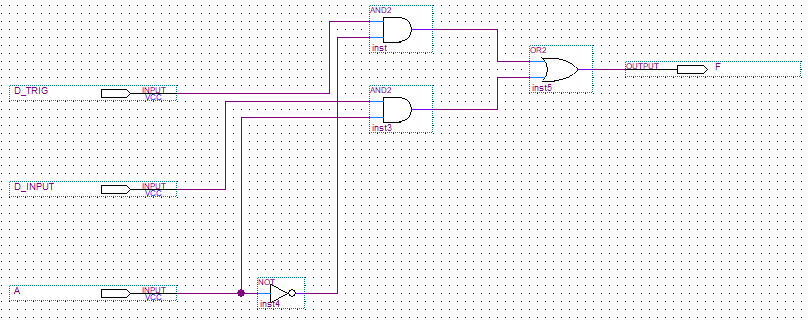 AND2
inst
OR2
OUTPUT
F
inst5
D_TRIG
INPUT
VCC
AND2
inst3
D_INPUT
INPUT
VCC
A
INPUT
VCC
NOT
inst4